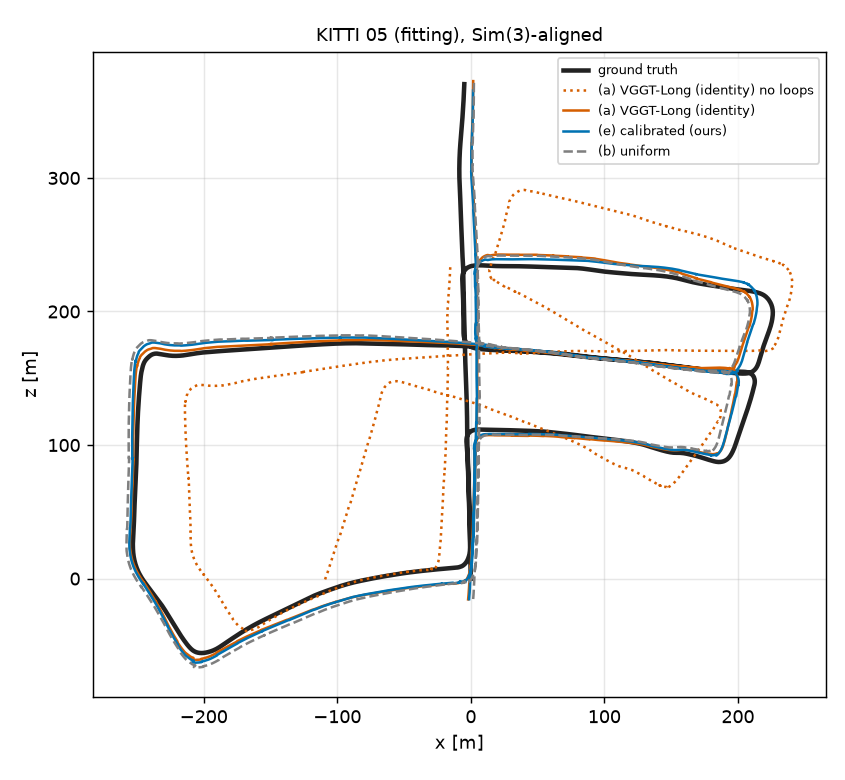 KITTI 05 (fitting), Sim(3)-aligned
ground truth
(a) VGGT-Long (identity) no loops
(a) VGGT-Long (identity)
(e) calibrated (ours)
(b) uniform
z [m]
300
200
100
0
−200 −100 0 100 200
x [m]